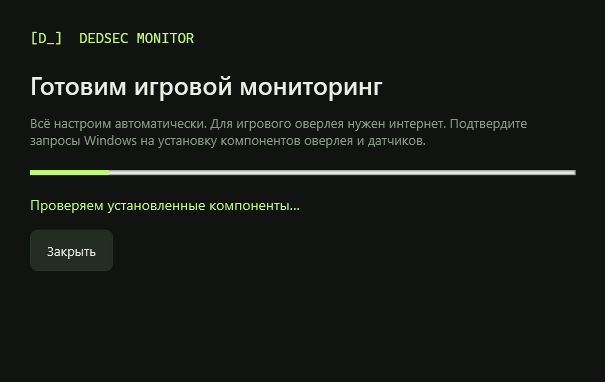 [D_] DEDSEC MONITOR
Готовим игровой мониторинг
Всё настроим автоматически. Для игрового оверлея нужен интернет. Подтвердите
запросы Windows на установку компонентов оверлея и датчиков.
Проверяем установленные компоненты...
Закрыть